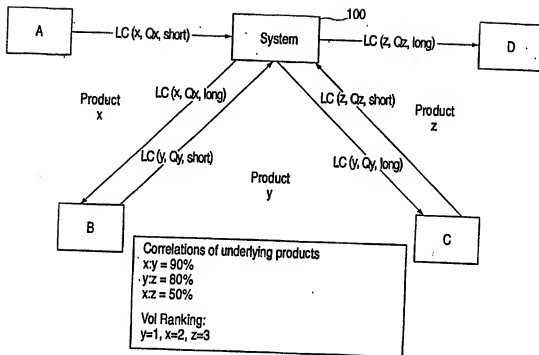 100
A
LC (x, Qx, short)
System
LC (z, Qz, long)
D
Product
x
LC (x, Qx, long)
LC (z, Qz, short)
Product
z
LC (y, Qy, short)
LC (y, Qy, long)
Product
y
B
C
Correlations of underlying products
x:y = 90%
y:z = 80%
x:z = 50%
Vol Ranking:
y=1, x=2, z=3